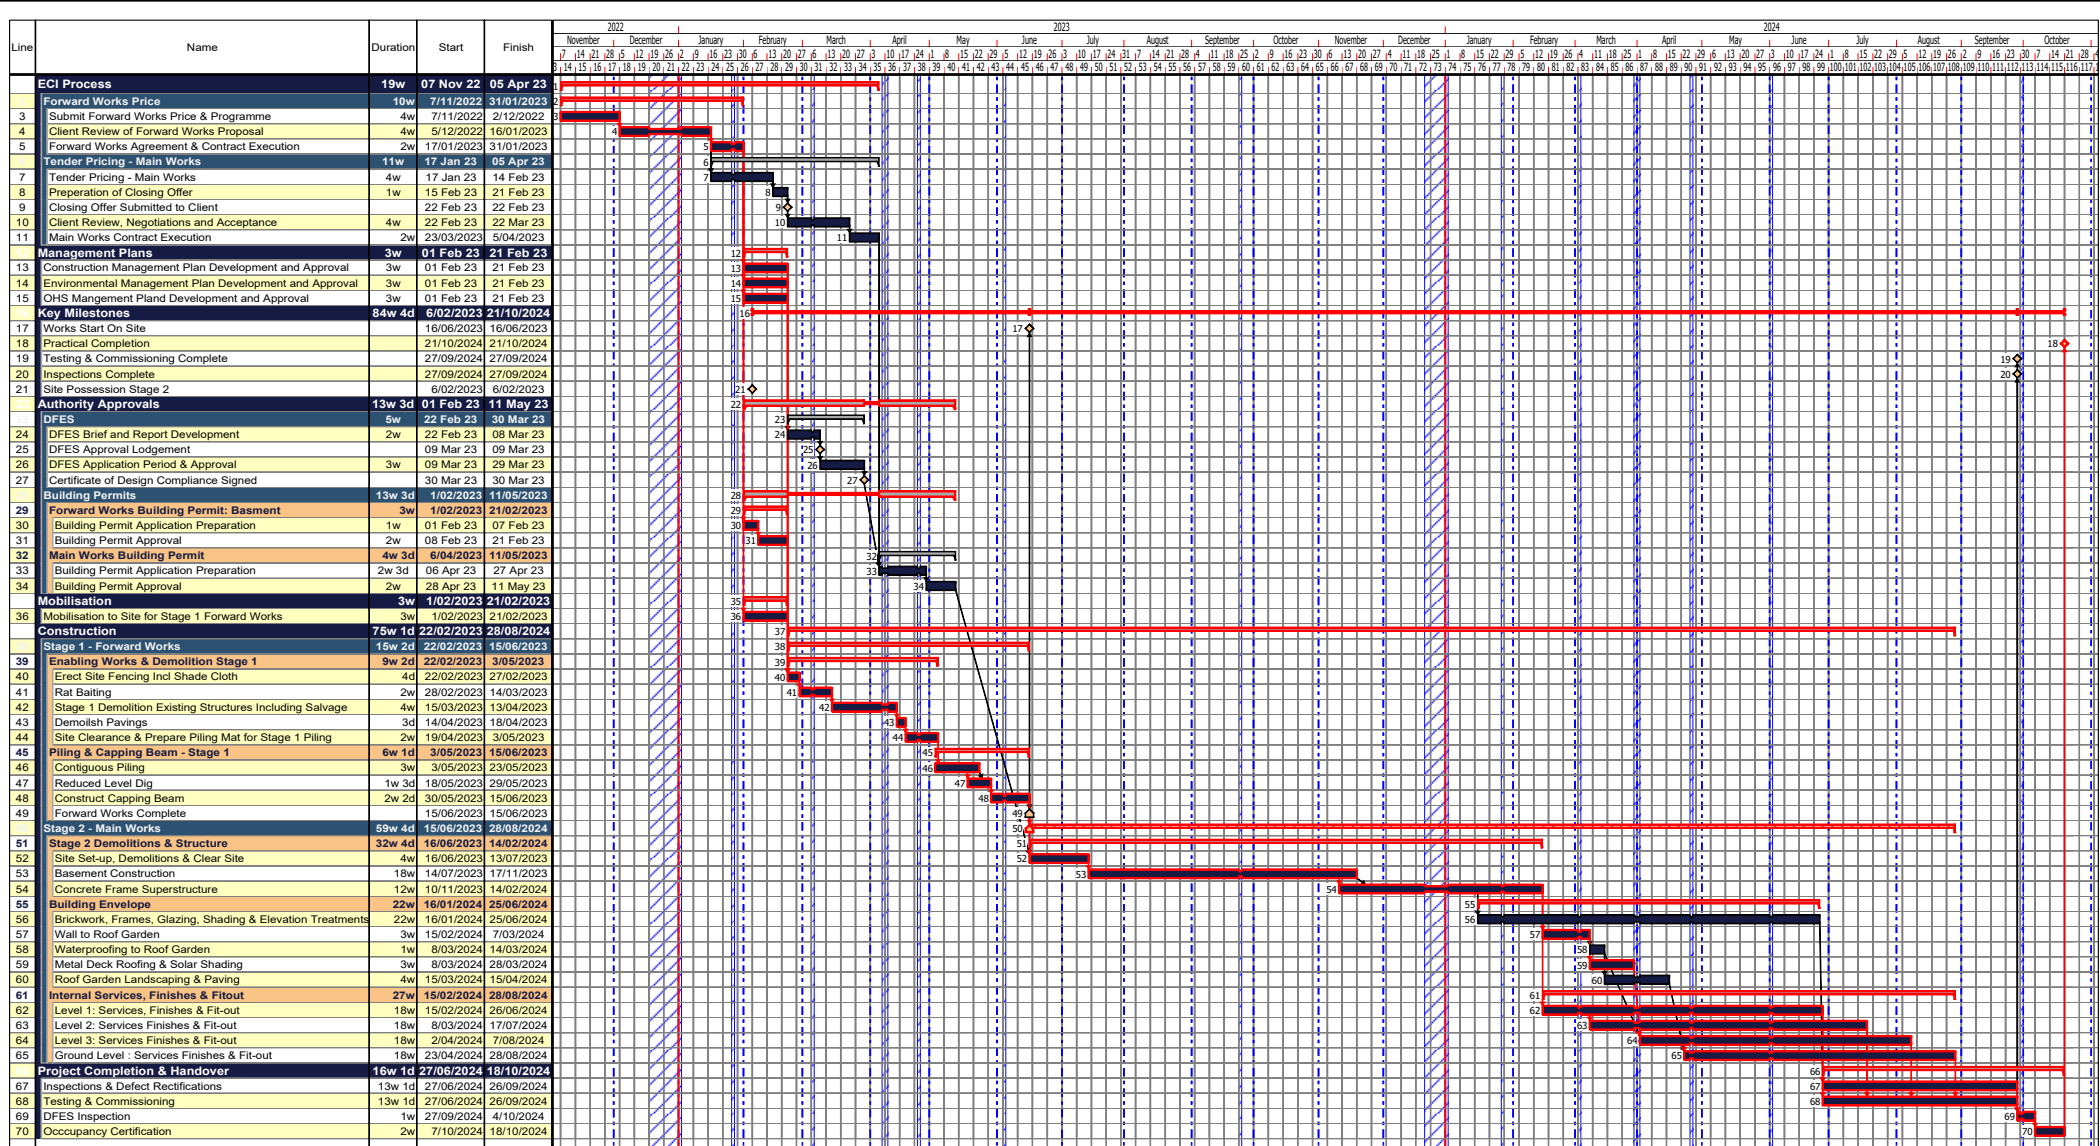 2022 2023 2024
Line Name Duration Start Finish
November December January February March April May June July August September October November December January February March April May June July August September October
ECI Process 19w 07 Nov 22 05 Apr 23
Forward Works Price 10w 7/11/2022 31/01/2023
3 Submit Forward Works Price & Programme 4w 7/11/2022 2/12/2022
4 Client Review of Forward Works Proposal 4w 5/12/2022 16/01/2023
5 Forward Works Agreement & Contract Execution 2w 17/01/2023 31/01/2023
Tender Pricing - Main Works 11w 17 Jan 23 05 Apr 23
7 Tender Pricing - Main Works 4w 17 Jan 23 14 Feb 23
8 Preperation of Closing Offer 1w 15 Feb 23 21 Feb 23
9 Closing Offer Submitted to Client 22 Feb 23 22 Feb 23
10 Client Review, Negotiations and Acceptance 4w 22 Feb 23 22 Mar 23
11 Main Works Contract Execution 2w 23/03/2023 5/04/2023
Management Plans 3w 01 Feb 23 21 Feb 23
13 Construction Management Plan Development and Approval 3w 01 Feb 23 21 Feb 23
14 Environmental Management Plan Development and Approval 3w 01 Feb 23 21 Feb 23
15 OHS Mangement Pland Development and Approval 3w 01 Feb 23 21 Feb 23
Key Milestones 84w 4d 6/02/2023 21/10/2024
17 Works Start On Site 16/06/2023 16/06/2023
18 Practical Completion 21/10/2024 21/10/2024
19 Testing & Commissioning Complete 27/09/2024 27/09/2024
20 Inspections Complete 27/09/2024 27/09/2024
21 Site Possession Stage 2 6/02/2023 6/02/2023
Authority Approvals 13w 3d 01 Feb 23 11 May 23
DFES 5w 22 Feb 23 30 Mar 23
24 DFES Brief and Report Development 2w 22 Feb 23 08 Mar 23
25 DFES Approval Lodgement 09 Mar 23 09 Mar 23
26 DFES Application Period & Approval 3w 09 Mar 23 29 Mar 23
27 Certificate of Design Compliance Signed 30 Mar 23 30 Mar 23
Building Permits 13w 3d 1/02/2023 11/05/2023
29 Forward Works Building Permit: Basment 3w 1/02/2023 21/02/2023
30 Building Permit Application Preparation 1w 01 Feb 23 07 Feb 23
31 Building Permit Approval 2w 08 Feb 23 21 Feb 23
32 Main Works Building Permit 4w 3d 6/04/2023 11/05/2023
33 Building Permit Application Preparation 2w 3d 06 Apr 23 27 Apr 23
34 Building Permit Approval 2w 28 Apr 23 11 May 23
Mobilisation 3w 1/02/2023 21/02/2023
36 Mobilisation to Site for Stage 1 Forward Works 3w 1/02/2023 21/02/2023
Construction 75w 1d 22/02/2023 28/08/2024
Stage 1 - Forward Works 15w 2d 22/02/2023 15/06/2023
39 Enabling Works & Demolition Stage 1 9w 2d 22/02/2023 3/05/2023
40 Erect Site Fencing Incl Shade Cloth 4d 22/02/2023 27/02/2023
41 Rat Baiting 2w 28/02/2023 14/03/2023
42 Stage 1 Demolition Existing Structures Including Salvage 4w 15/03/2023 13/04/2023
43 Demoilsh Pavings 3d 14/04/2023 18/04/2023
44 Site Clearance & Prepare Piling Mat for Stage 1 Piling 2w 19/04/2023 3/05/2023
45 Piling & Capping Beam - Stage 1 6w 1d 3/05/2023 15/06/2023
46 Contiguous Piling 3w 3/05/2023 23/05/2023
47 Reduced Level Dig 1w 3d 18/05/2023 29/05/2023
48 Construct Capping Beam 2w 2d 30/05/2023 15/06/2023
49 Forward Works Complete 15/06/2023 15/06/2023
Stage 2 - Main Works 59w 4d 15/06/2023 28/08/2024
51 Stage 2 Demolitions & Structure 32w 4d 16/06/2023 14/02/2024
52 Site Set-up, Demolitions & Clear Site 4w 16/06/2023 13/07/2023
53 Basement Construction 18w 14/07/2023 17/11/2023
54 Concrete Frame Superstructure 12w 10/11/2023 14/02/2024
55 Building Envelope 22w 16/01/2024 25/06/2024
56 Brickwork, Frames, Glazing, Shading & Elevation Treatments 22w 16/01/2024 25/06/2024
57 Wall to Roof Garden 3w 15/02/2024 7/03/2024
58 Waterproofing to Roof Garden 1w 8/03/2024 14/03/2024
59 Metal Deck Roofing & Solar Shading 3w 8/03/2024 28/03/2024
60 Roof Garden Landscaping & Paving 4w 15/03/2024 15/04/2024
61 Internal Services, Finishes & Fitout 27w 15/02/2024 28/08/2024
62 Level 1: Services, Finishes & Fit-out 18w 15/02/2024 26/06/2024
63 Level 2: Services Finishes & Fit-out 18w 8/03/2024 17/07/2024
64 Level 3: Services Finishes & Fit-out 18w 2/04/2024 7/08/2024
65 Ground Level : Services Finishes & Fit-out 18w 23/04/2024 28/08/2024
Project Completion & Handover 16w 1d 27/06/2024 18/10/2024
67 Inspections & Defect Rectifications 13w 1d 27/06/2024 26/09/2024
68 Testing & Commissioning 13w 1d 27/06/2024 26/09/2024
69 DFES Inspection 1w 27/09/2024 4/10/2024
70 Occcupancy Certification 2w 7/10/2024 18/10/2024